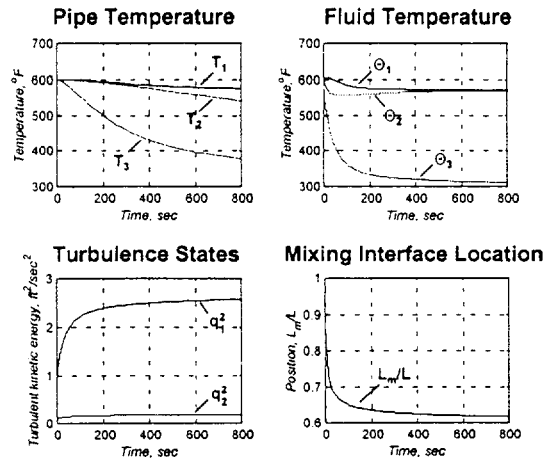 Pipe Temperature
Temperature, °F
700
600
500
400
300
0
200
400
600
800
Time, sec
T1
T2
T3
Fluid Temperature
Temperature, °F
700
600
500
400
300
0
200
400
600
800
Time, sec
Θ1
Θ2
Θ3
Turbulence States
Turbulent kinetic energy, ft²/sec²
3
2
1
0
0
200
400
600
800
Time, sec
q₁²
q₂²
Mixing Interface Location
Position, Lm/L
1
0.9
0.8
0.7
0.6
0
200
400
600
800
Time, sec
Lm/L